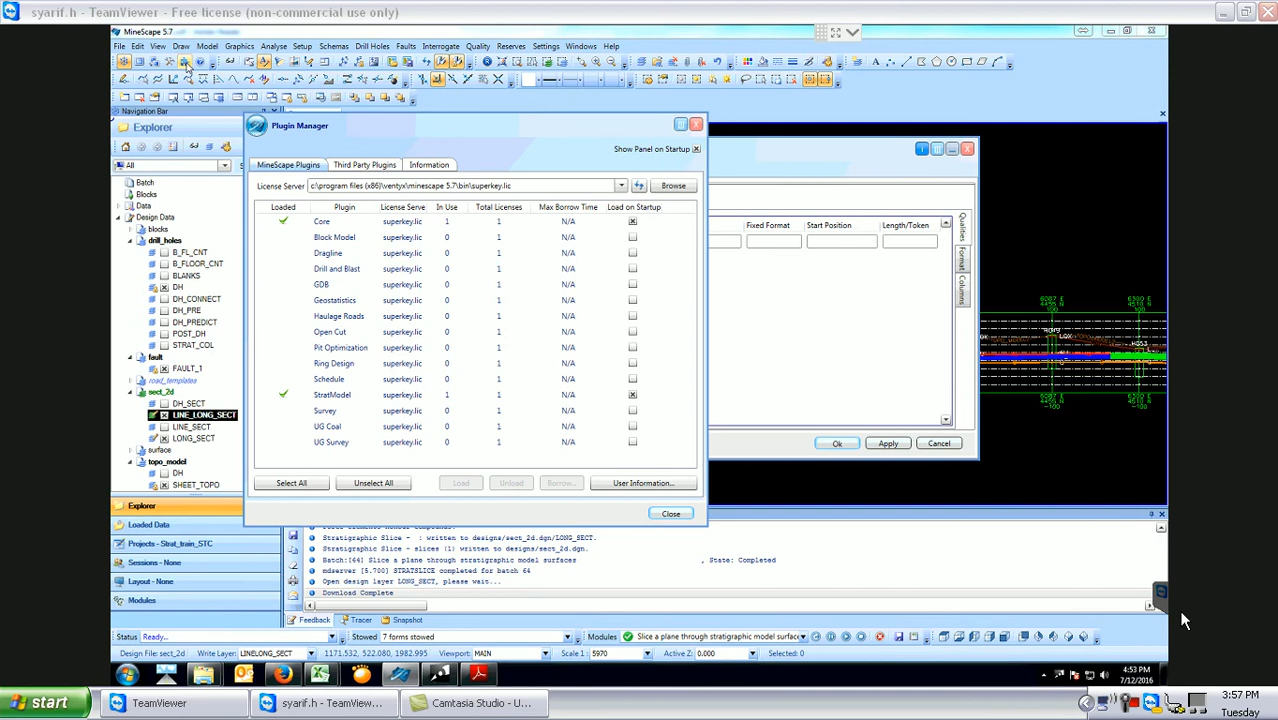 syarif.h - TeamViewer - Free license (non-commercial use only)
MineScape 5.7
File Edit View Draw Model Graphics Analyse Setup Schemas Drill Holes Faults Interrogate Quality Reserves Settings Windows Help
Navigation Bar
Explorer
All
Batch
Blocks
Data
Design Data
blocks
drill_holes
B_FL_CNT
B_FLOOR_CNT
BLANKS
DH
DH_CONNECT
DH_PRE
DH_PREDICT
POST_DH
STRAT_COL
fault
FAULT_1
road_templates
sect_2d
DH_SECT
LINE_LONG_SECT
LINE_SECT
LONG_SECT
surface
topo_model
DH
SHEET_TOPO
Explorer
Loaded Data
Projects - Strat_train_STC
Sessions - None
Layout - None
Modules
Plugin Manager
Show Panel on Startup
MineScape Plugins Third Party Plugins Information
License Server c:\program files (x86)\ventyx\minescape 5.7\bin\superkey.lic Browse
Loaded Plugin License Serve In Use Total Licenses Max Borrow Time Load on Startup
Core superkey.lic 1 1 N/A
Block Model superkey.lic 0 1 N/A
Dragline superkey.lic 0 1 N/A
Drill and Blast superkey.lic 0 1 N/A
GDB superkey.lic 0 1 N/A
Geostatistics superkey.lic 0 1 N/A
Haulage Roads superkey.lic 0 1 N/A
Open Cut superkey.lic 0 1 N/A
Pit Optimization superkey.lic 0 1 N/A
Ring Design superkey.lic 0 1 N/A
Schedule superkey.lic 0 1 N/A
StratModel superkey.lic 1 1 N/A
Survey superkey.lic 0 1 N/A
UG Coal superkey.lic 0 1 N/A
UG Survey superkey.lic 0 1 N/A
Select All Unselect All Load Unload Borrow... User Information...
Close
Fixed Format Start Position Length/Token
Qualities
Format
Columns
Ok Apply Cancel
Stratigraphic Slice - : written to designs/sect_2d.dgn/LONG_SECT.
Stratigraphic Slice - slices (1) written to designs/sect_2d.dgn.
Batch:[64] Slice a plane through stratigraphic model surfaces , State: Completed
mdserver [5.700] STRATSLICE completed for batch 64
Open design layer LONG_SECT, please wait...
Download Complete
Feedback Tracer Snapshot
Status Ready... Stowed 7 forms stowed Modules Slice a plane through stratigraphic model surface
Design File: sect_2d Write Layer: LINELONG_SECT 1171.532, 522.080, 1982.995 Viewport: MAIN Scale 1: 5970 Active Z: 0.000 Selected: 0
4:53 PM
7/12/2016
start TeamViewer syarif.h - TeamView... Camtasia Studio - U...
3:57 PM
Tuesday